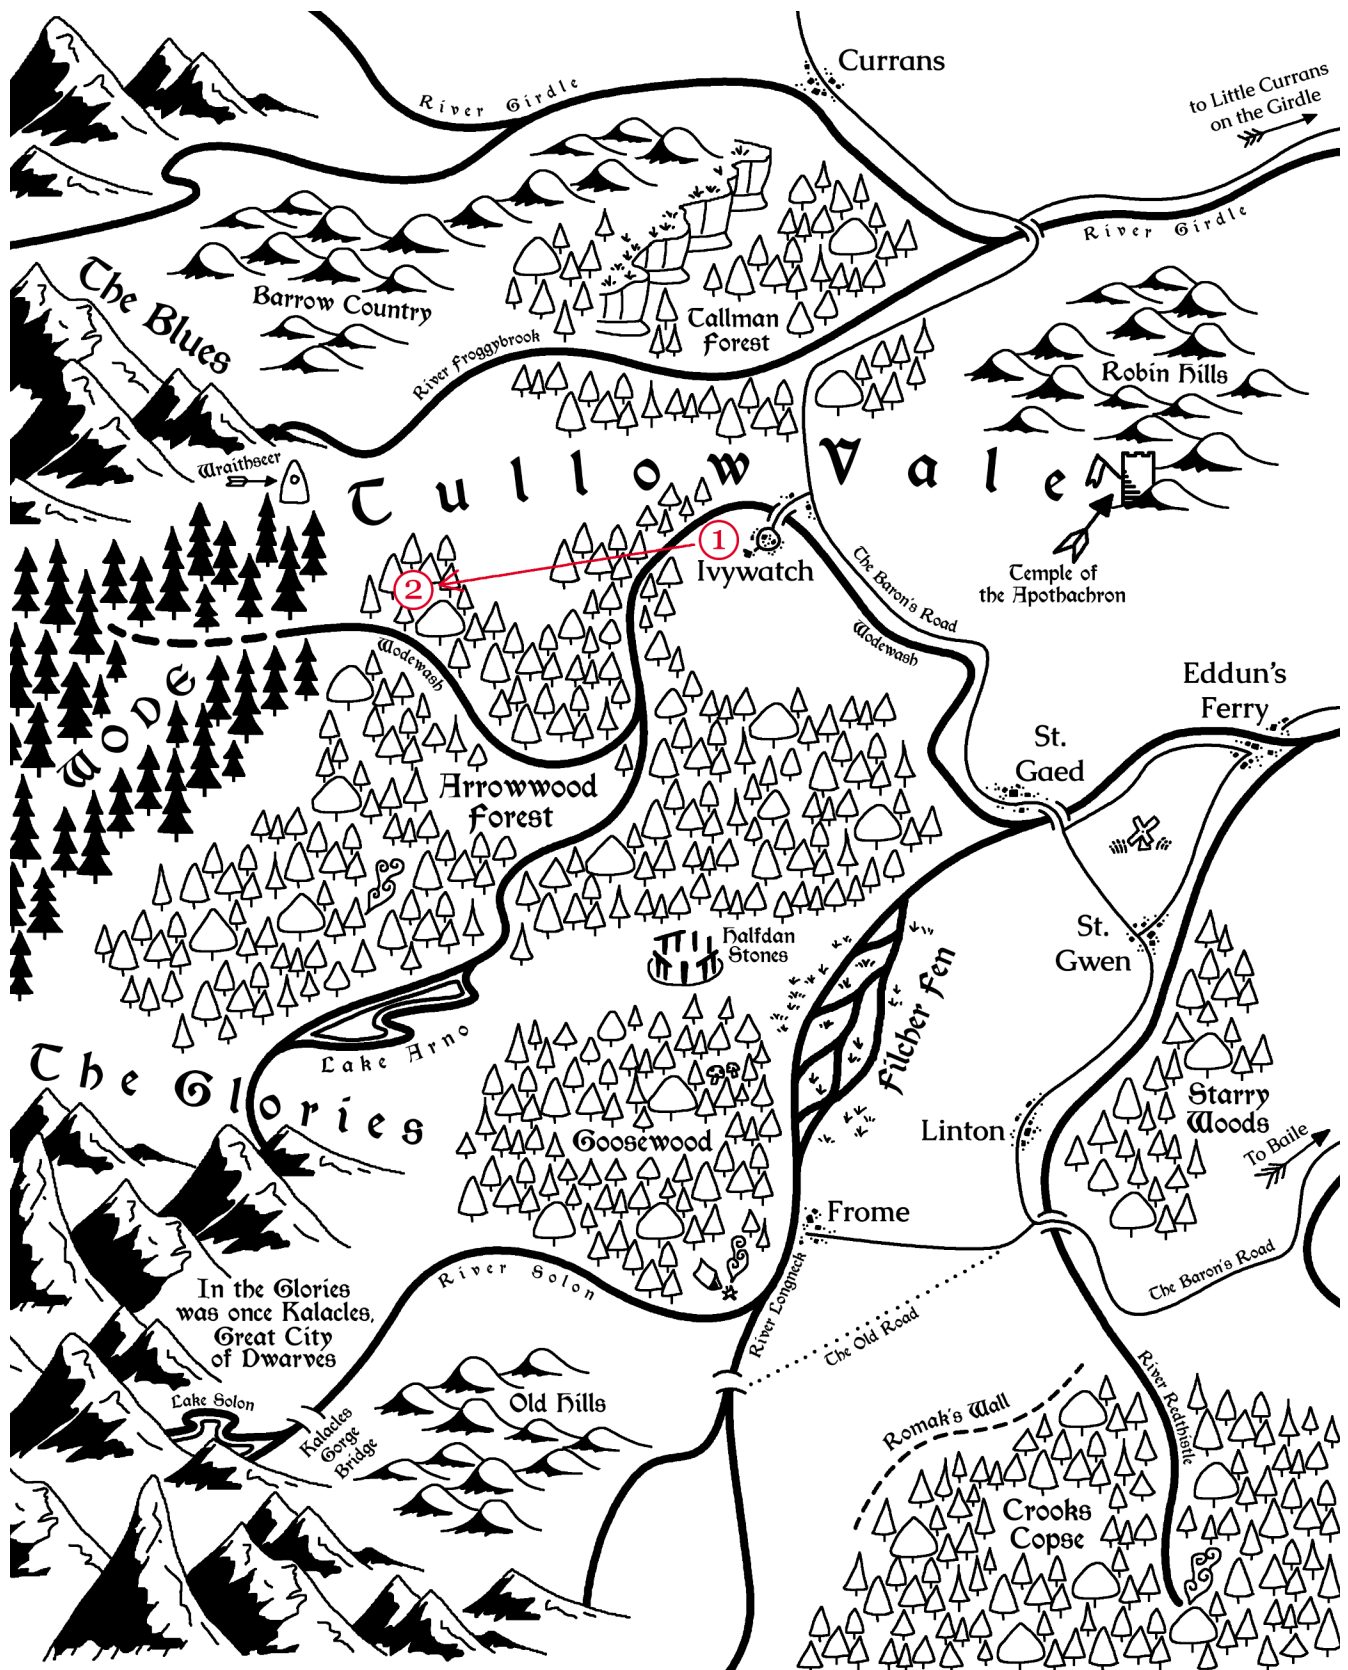 Currans
to Little Currans
on the Girdle
River Girdle
River Girdle
The Blues
Barrow Country
Tallman
Forest
River Froggybrook
Robin Hills
Wraithseer
Tullow Vale
1
Ivywatch
2
The Baron's Road
Temple of
the Apothachron
Wodewash
Wodewash
WODE
Eddun's
Ferry
St.
Gaed
Arrowwood
Forest
St.
Gwen
Halfdan
Stones
Filcher Fen
Lake Arno
The Glories
Starry
Woods
Linton
Goosewood
To Baile
Frome
River Solon
River Longneck
The Baron's Road
In the Glories
was once Kalacles,
Great City
of Dwarves
The Old Road
Lake Solon
Kalacles
Gorge
Bridge
Old Hills
Romak's Wall
River Redthistle
Crooks
Copse